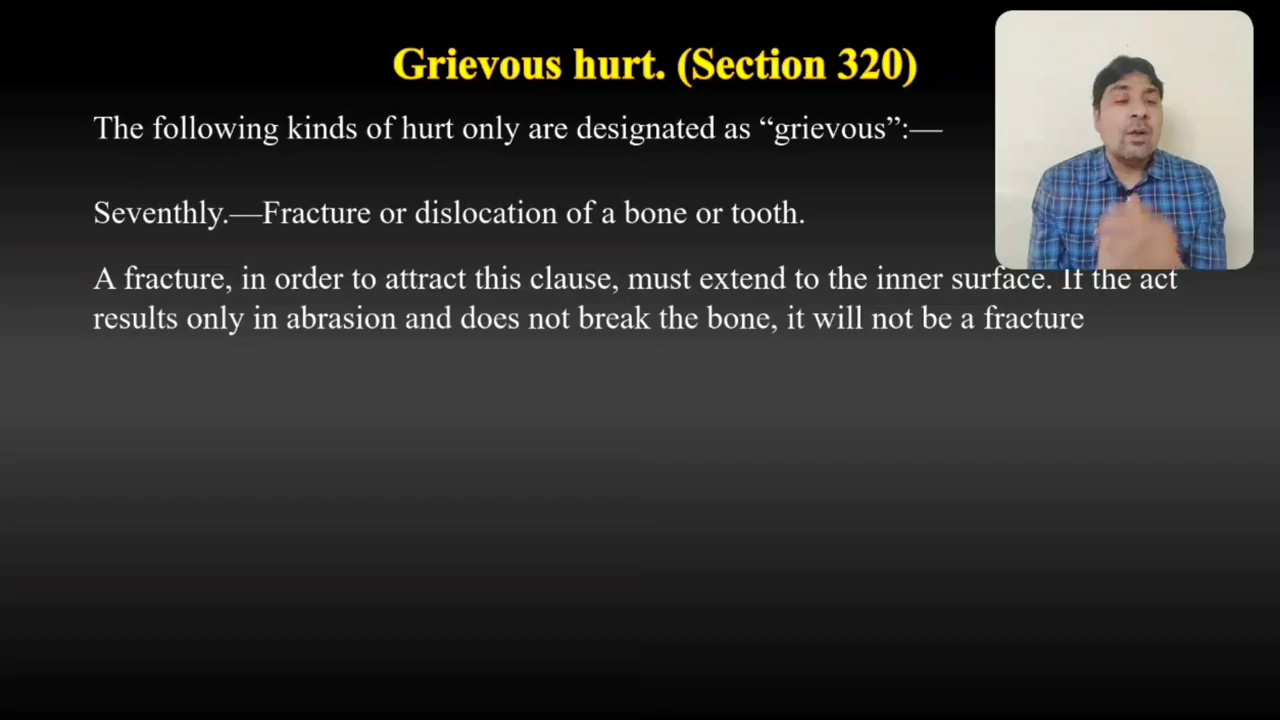 Grievous hurt. (Section 320)
The following kinds of hurt only are designated as “grievous”:—
Seventhly.—Fracture or dislocation of a bone or tooth.
A fracture, in order to attract this clause, must extend to the inner surface. If the act
results only in abrasion and does not break the bone, it will not be a fracture